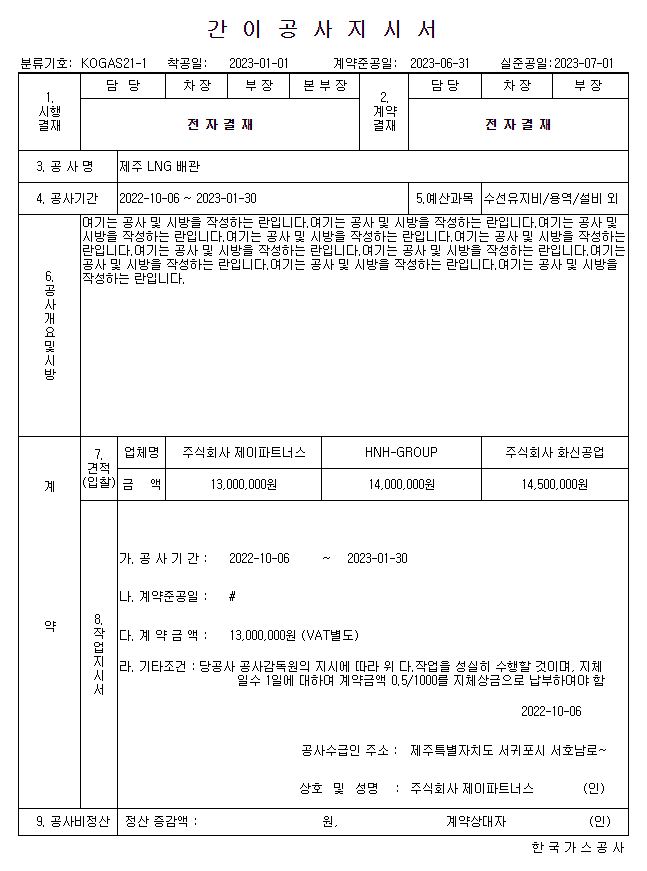 간 이 공 사 지 시 서
분류기호: KOGAS21-1 착공일: 2023-01-01 계약준공일: 2023-06-31 실준공일:2023-07-01
1. 시행 결재 담 당 차 장 부 장 본 부 장 2. 계약 결재 담 당 차 장 부 장
전 자 결 재 전 자 결 재
3. 공 사 명 제주 LNG 배관
4. 공사기간 2022-10-06 ~ 2023-01-30 5.예산과목 수선유지비/용역/설비 외
6. 공사개요및시방
여기는 공사 및 시방을 작성하는 란입니다.여기는 공사 및 시방을 작성하는 란입니다.여기는 공사 및
시방을 작성하는 란입니다.여기는 공사 및 시방을 작성하는 란입니다.여기는 공사 및 시방을 작성하는
란입니다.여기는 공사 및 시방을 작성하는 란입니다.여기는 공사 및 시방을 작성하는 란입니다.여기는
공사 및 시방을 작성하는 란입니다.여기는 공사 및 시방을 작성하는 란입니다.여기는 공사 및 시방을
작성하는 란입니다.
계 약
7. 견적 (입찰) 업체명 주식회사 제이파트너스 HNH-GROUP 주식회사 화신공업
금 액 13,000,000원 14,000,000원 14,500,000원
8. 작업지시서
가. 공 사 기 간 : 2022-10-06 ~ 2023-01-30
나. 계약준공일 : #
다. 계 약 금 액 : 13,000,000원 (VAT별도)
라. 기타조건 : 당공사 공사감독원의 지시에 따라 위 다.작업을 성실히 수행할 것이며, 지체
일수 1일에 대하여 계약금액 0.5/1000를 지체상금으로 납부하여야 함
2022-10-06
공사수급인 주소 : 제주특별자치도 서귀포시 서호남로~
상호 및 성명 : 주식회사 제이파트너스 (인)
9. 공사비정산 정산 증감액 : 원, 계약상대자 (인)
한 국 가 스 공 사